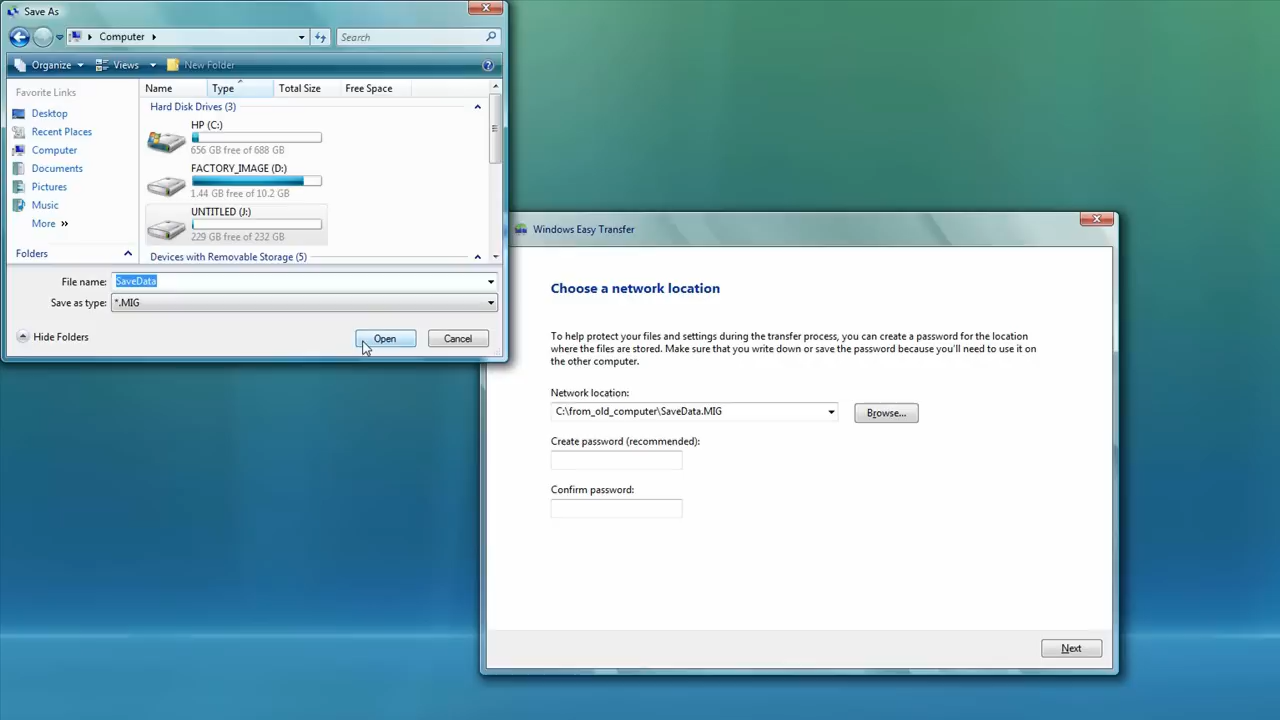 Save As
Computer
Search
Organize Views New Folder
Favorite Links
Desktop
Recent Places
Computer
Documents
Pictures
Music
More »
Folders
Name Type Total Size Free Space
Hard Disk Drives (3)
HP (C:)
656 GB free of 688 GB
FACTORY_IMAGE (D:)
1.44 GB free of 10.2 GB
UNTITLED (J:)
229 GB free of 232 GB
Devices with Removable Storage (5)
File name: SaveData
Save as type: *.MIG
Hide Folders
Open
Cancel
Windows Easy Transfer
Choose a network location
To help protect your files and settings during the transfer process, you can create a password for the location
where the files are stored. Make sure that you write down or save the password because you'll need to use it on
the other computer.
Network location:
C:\from_old_computer\SaveData.MIG
Browse...
Create password (recommended):
Confirm password:
Next